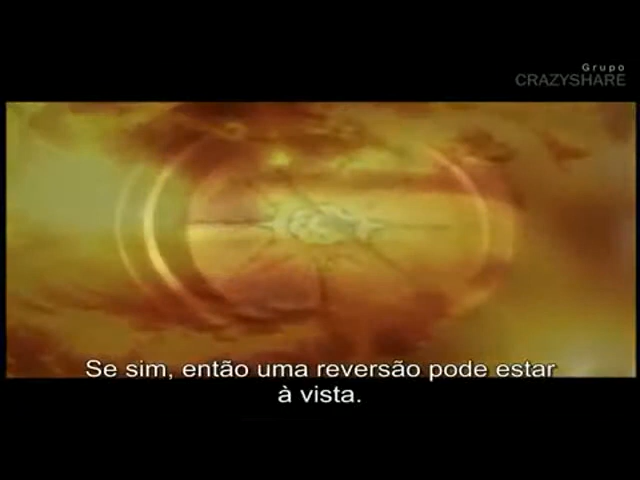 Grupo
CRAZYSHARE
Se sim, então uma reversão pode estar
à vista.